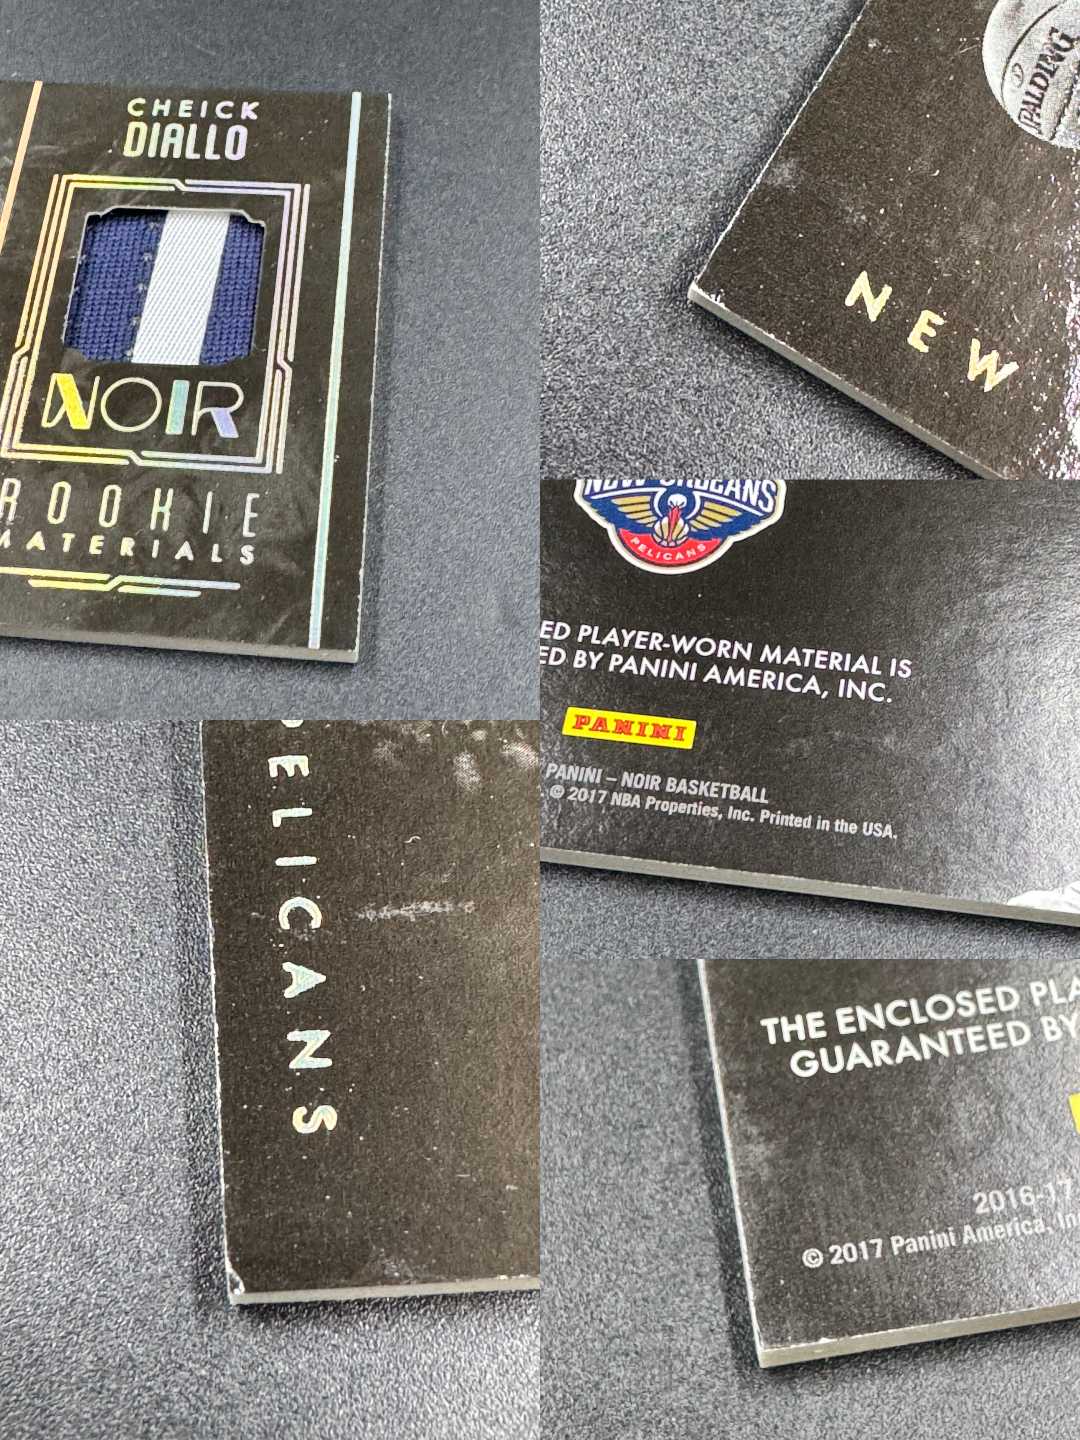 CHEICK
DIALLO
NOIR
ROOKIE
MATERIALS
SPALDING
NEW
NEW ORLEANS
PELICANS
ED PLAYER-WORN MATERIAL IS
ED BY PANINI AMERICA, INC.
PANINI
PANINI – NOIR BASKETBALL
© 2017 NBA Properties, Inc. Printed in the USA.
PELICANS
THE ENCLOSED PLA
GUARANTEED BY
2016-17
© 2017 Panini America, Inc